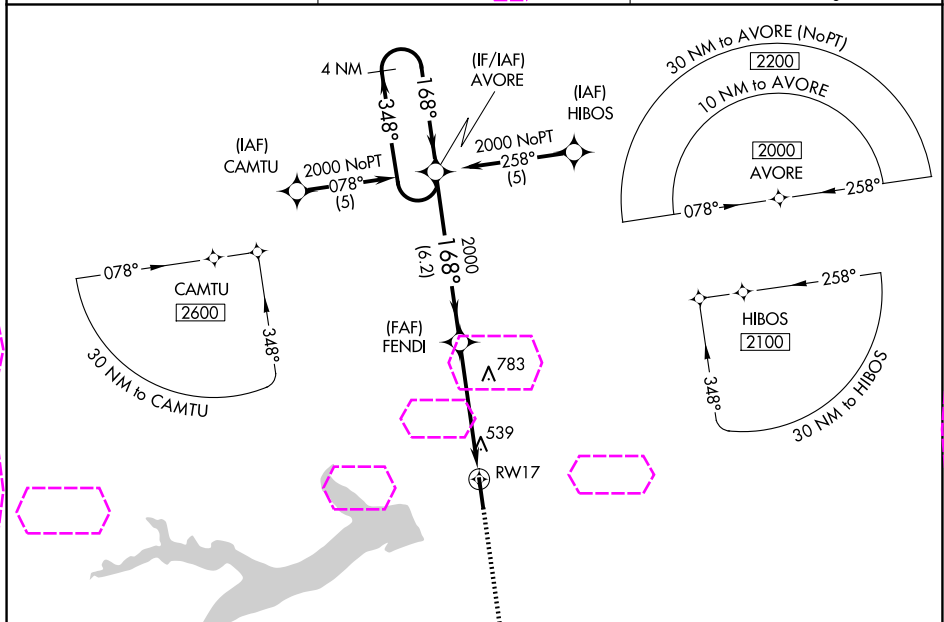 4 NM
348°
168°
(IF/IAF)
AVORE
(IAF)
HIBOS
2000 NoPT
258°
(5)
(IAF)
CAMTU
2000 NoPT
078°
(5)
2000
168°
(6.2)
(FAF)
FENDI
783
539
RW17
30 NM to AVORE (NoPT)
2200
10 NM to AVORE
2000
AVORE
078°
258°
078°
CAMTU
2600
348°
30 NM to CAMTU
258°
HIBOS
2100
348°
30 NM to HIBOS